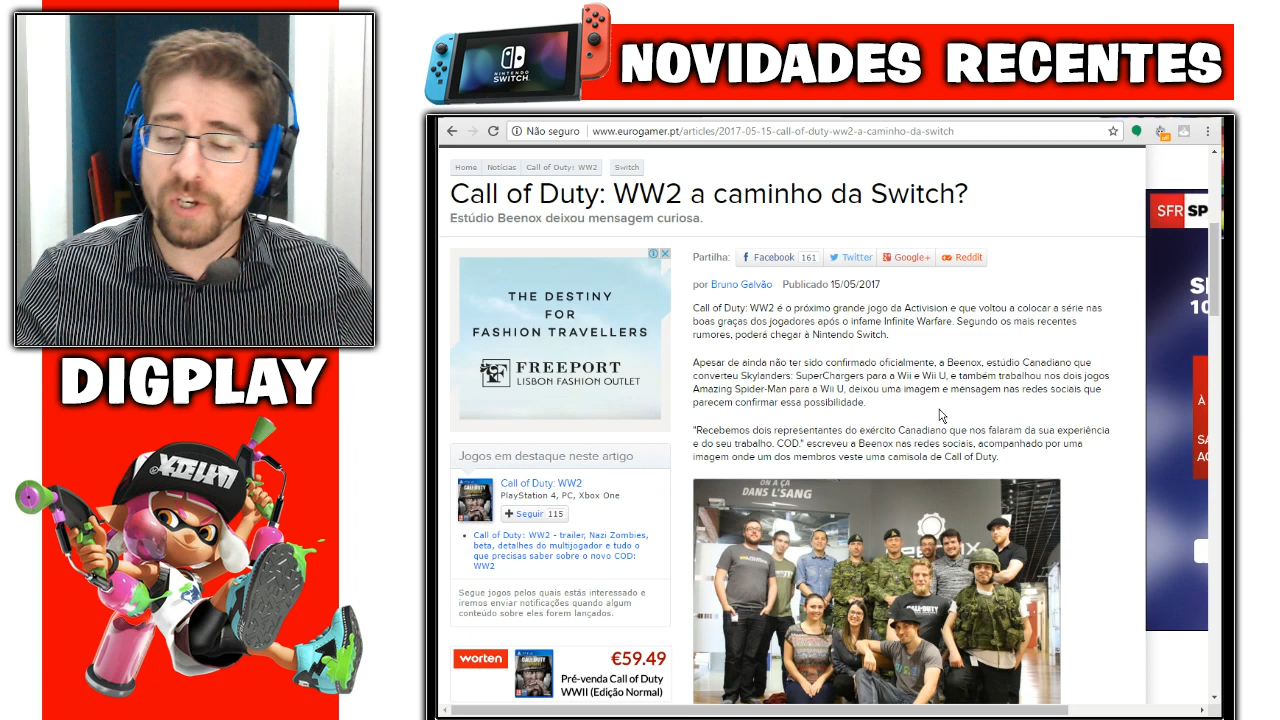 NOVIDADES RECENTES
NINTENDO
SWITCH
Não seguro
www.eurogamer.pt/articles/2017-05-15-call-of-duty-ww2-a-caminho-da-switch
off
Home
Notícias
Call of Duty: WW2
Switch
Call of Duty: WW2 a caminho da Switch?
Estúdio Beenox deixou mensagem curiosa.
THE DESTINY
FOR
FASHION TRAVELLERS
FREEPORT
LISBON FASHION OUTLET
Partilha:
Facebook 161
Twitter
Google+
Reddit
por Bruno Galvão Publicado 15/05/2017
Call of Duty: WW2 é o próximo grande jogo da Activision e que voltou a colocar a série nas
boas graças dos jogadores após o infame Infinite Warfare. Segundo os mais recentes
rumores, poderá chegar à Nintendo Switch.
Apesar de ainda não ter sido confirmado oficialmente, a Beenox, estúdio Canadiano que
converteu Skylanders: SuperChargers para a Wii e Wii U, e também trabalhou nos dois jogos
Amazing Spider-Man para a Wii U, deixou uma imagem e mensagem nas redes sociais que
parecem confirmar essa possibilidade.
"Recebemos dois representantes do exército Canadiano que nos falaram da sua experiência
e do seu trabalho. COD." escreveu a Beenox nas redes sociais, acompanhado por uma
imagem onde um dos membros veste uma camisola de Call of Duty.
ON A ÇA
DANS L'SANG
CALL·DUTY
Jogos em destaque neste artigo
Call of Duty: WW2
PlayStation 4, PC, Xbox One
Seguir 115
Call of Duty: WW2 - trailer, Nazi Zombies,
beta, detalhes do multijogador e tudo o
que precisas saber sobre o novo COD:
WW2
Segue jogos pelos quais estás interessado e
iremos enviar notificações quando algum
conteúdo sobre eles forem lançados.
worten
€59.49
Pré-venda Call of Duty
WWII (Edição Normal)
SFR SP
10
À
SA
AC
DIGPLAY